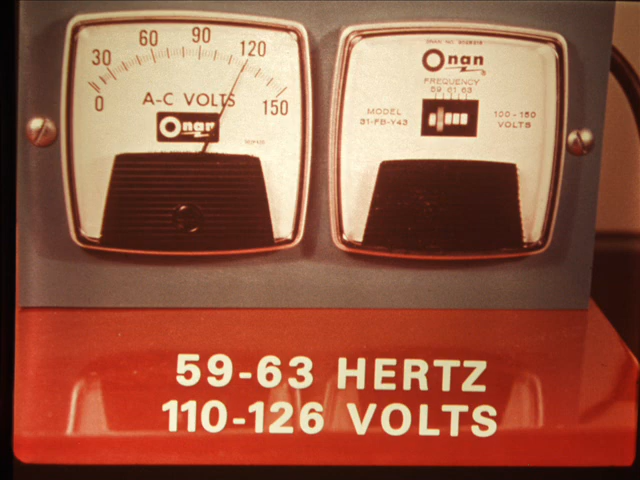 30 60 90 120
0 150
A-C VOLTS
Onan
Onan
FREQUENCY
59 61 63
MODEL
31-FB-Y43
100-150
VOLTS
59-63 HERTZ
110-126 VOLTS